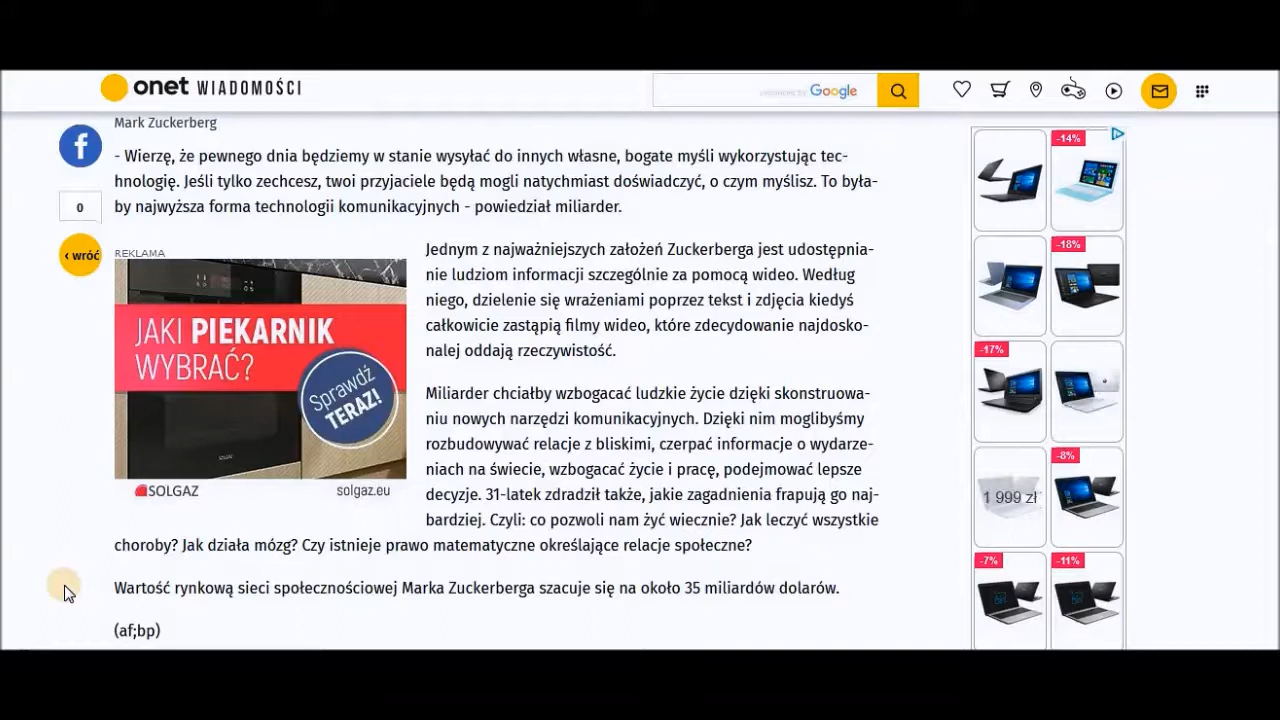 onet WIADOMOŚCI
Google
Mark Zuckerberg
- Wierzę, że pewnego dnia będziemy w stanie wysyłać do innych własne, bogate myśli wykorzystując tec-
hnologię. Jeśli tylko zechcesz, twoi przyjaciele będą mogli natychmiast doświadczyć, o czym myślisz. To była-
by najwyższa forma technologii komunikacyjnych - powiedział miliarder.
0
‹ wróć
REKLAMA
JAKI PIEKARNIK
WYBRAĆ?
Sprawdź
TERAZ!
SOLGAZ
solgaz.eu
Jednym z najważniejszych założeń Zuckerberga jest udostępnia-
nie ludziom informacji szczególnie za pomocą wideo. Według
niego, dzielenie się wrażeniami poprzez tekst i zdjęcia kiedyś
całkowicie zastąpią filmy wideo, które zdecydowanie najdosko-
nalej oddają rzeczywistość.
Miliarder chciałby wzbogacać ludzkie życie dzięki skonstruowa-
niu nowych narzędzi komunikacyjnych. Dzięki nim moglibyśmy
rozbudowywać relacje z bliskimi, czerpać informacje o wydarze-
niach na świecie, wzbogacać życie i pracę, podejmować lepsze
decyzje. 31-latek zdradził także, jakie zagadnienia frapują go naj-
bardziej. Czyli: co pozwoli nam żyć wiecznie? Jak leczyć wszystkie
choroby? Jak działa mózg? Czy istnieje prawo matematyczne określające relacje społeczne?
Wartość rynkową sieci społecznościowej Marka Zuckerberga szacuje się na około 35 miliardów dolarów.
(af;bp)
-14%
-18%
-17%
-8%
1 999 zł
-7%
-11%